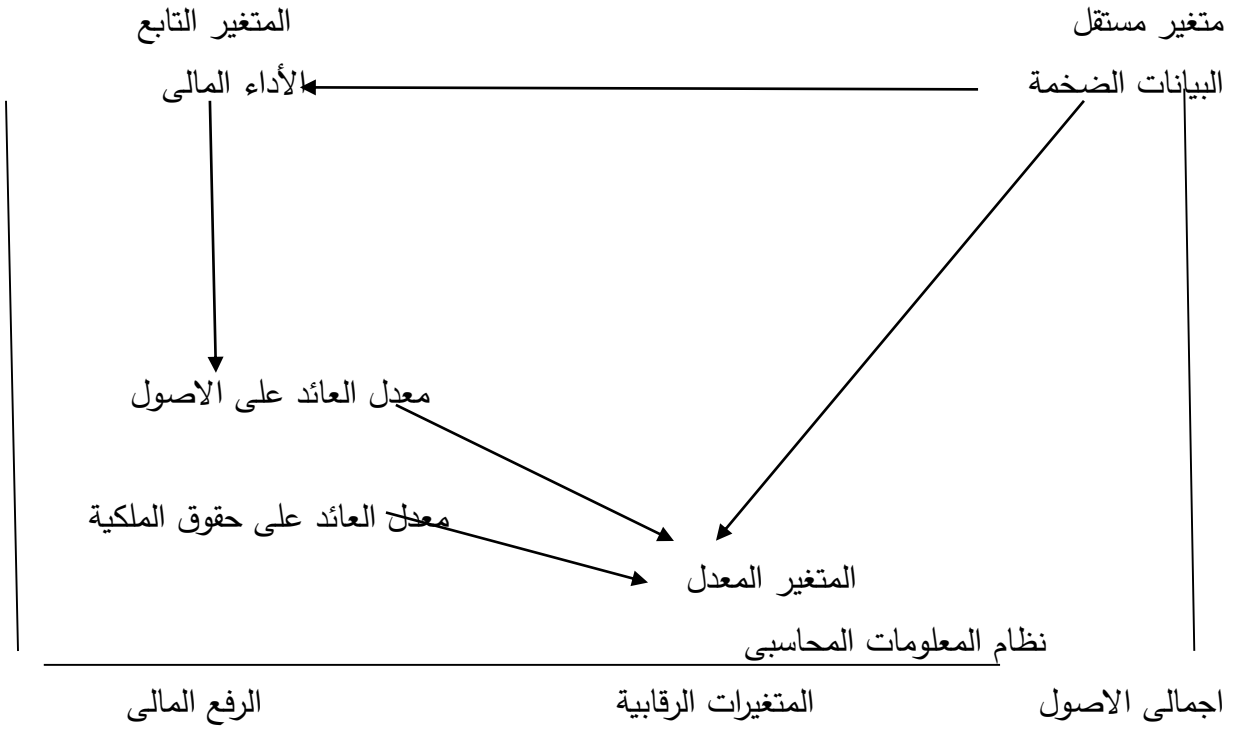 متغير مستقل المتغير التابع
البيانات الضخمة الأداء المالى
معدل العائد على الاصول
معدل العائد على حقوق الملكية
المتغير المعدل
نظام المعلومات المحاسبى
اجمالى الاصول المتغيرات الرقابية الرفع المالى